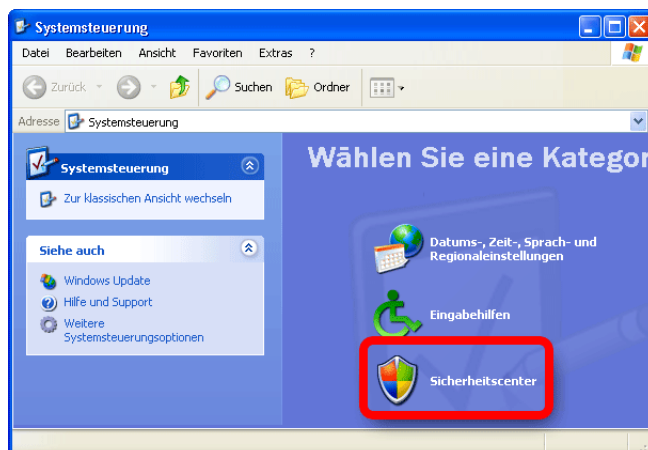 Systemsteuerung
Datei Bearbeiten Ansicht Favoriten Extras ?
Zurück Suchen Ordner
Adresse Systemsteuerung
Systemsteuerung
Zur klassischen Ansicht wechseln
Siehe auch
Windows Update
Hilfe und Support
Weitere
Systemsteuerungsoptionen
Wählen Sie eine Kategor
Datums-, Zeit-, Sprach- und
Regionaleinstellungen
Eingabehilfen
Sicherheitscenter